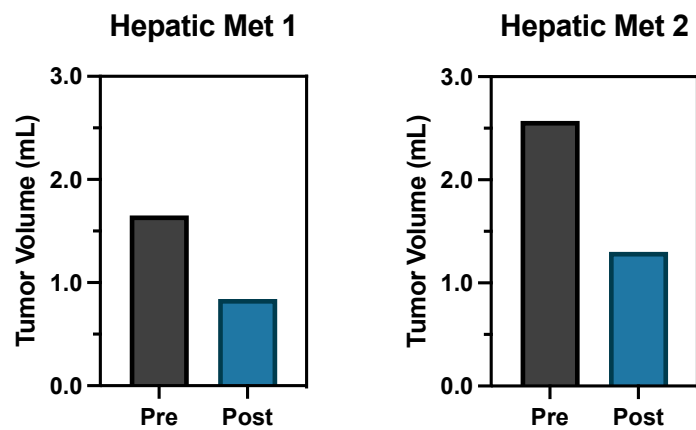 Hepatic Met 1
Tumor Volume (mL)
3.0
2.0
1.0
0.0
Pre Post
Hepatic Met 2
Tumor Volume (mL)
3.0
2.0
1.0
0.0
Pre Post